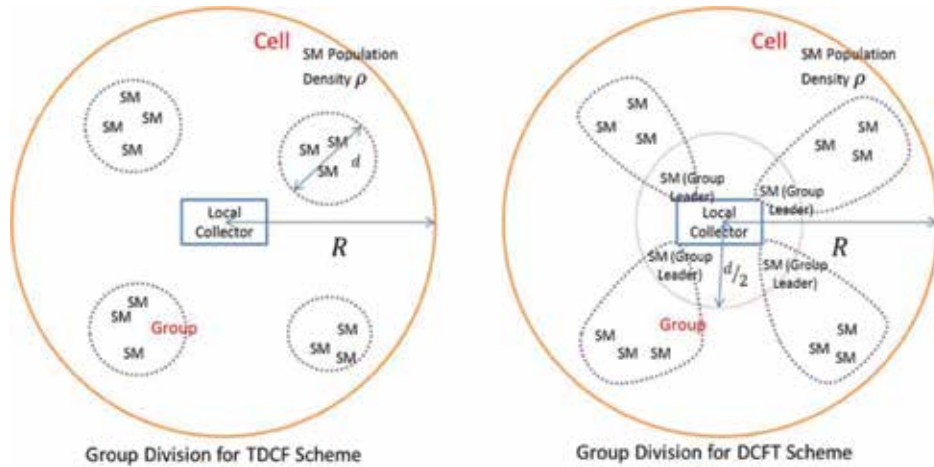 Cell
SM Population
Density ρ
SM
SM
SM
SM
SM
SM
SM
d
Local
Collector
R
SM
SM
Group
SM
SM
SM
SM
Group Division for TDCF Scheme
Cell
SM Population
Density ρ
SM
SM
SM
SM
SM
SM
SM (Group
Leader)
SM (Group
Leader)
Local
Collector
R
SM (Group
Leader)
SM (Group
Leader)
d/2
Group
SM
SM
SM
SM
SM
SM
Group Division for DCFT Scheme